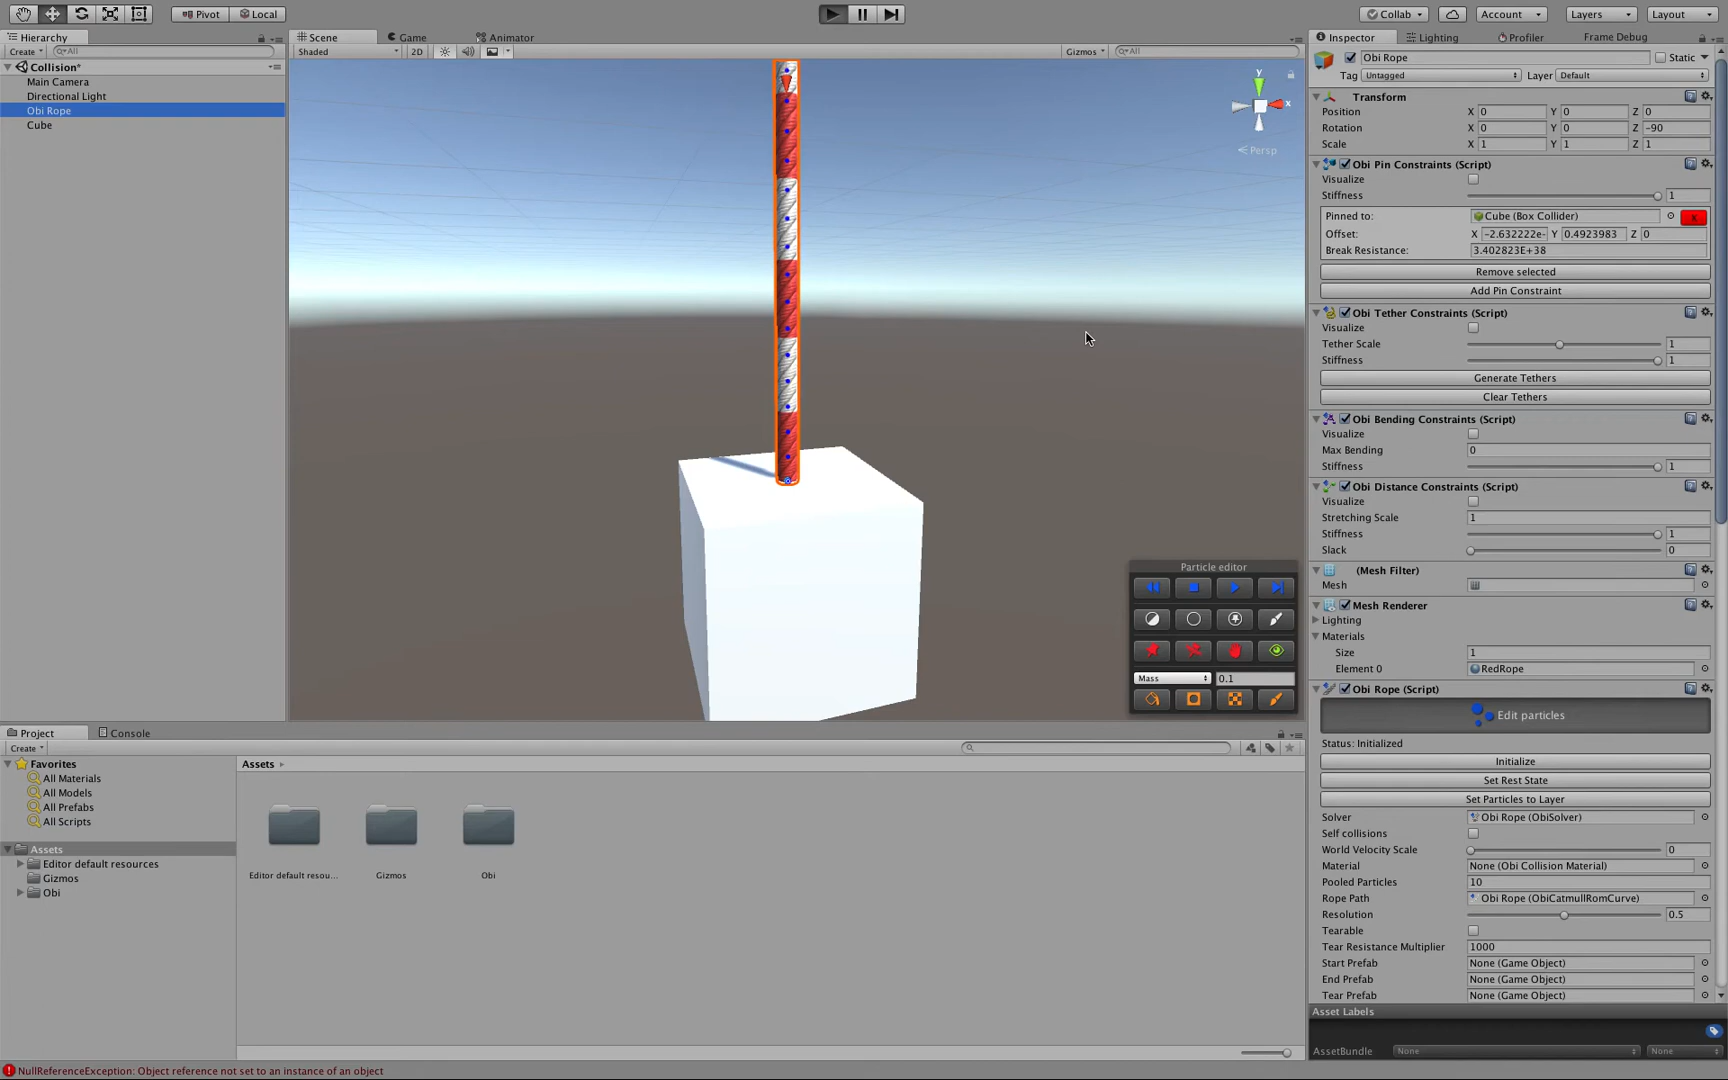 Pivot Local Collab Account Layers Layout
Hierarchy
Create All
Collision*
Main Camera
Directional Light
Obi Rope
Cube
Scene Game Animator
Shaded 2D Gizmos All
y
x
Persp
Particle editor
Mass 0.1
Project Console
Create
Favorites
All Materials
All Models
All Prefabs
All Scripts
Assets
Editor default resources
Gizmos
Obi
Assets
Editor default resou... Gizmos Obi
Inspector Lighting Profiler Frame Debug
Obi Rope Static
Tag Untagged Layer Default
Transform
Position X 0 Y 0 Z 0
Rotation X 0 Y 0 Z -90
Scale X 1 Y 1 Z 1
Obi Pin Constraints (Script)
Visualize
Stiffness 1
Pinned to: Cube (Box Collider) X
Offset: X -2.632222e- Y 0.4923983 Z 0
Break Resistance: 3.402823E+38
Remove selected
Add Pin Constraint
Obi Tether Constraints (Script)
Visualize
Tether Scale 1
Stiffness 1
Generate Tethers
Clear Tethers
Obi Bending Constraints (Script)
Visualize
Max Bending 0
Stiffness 1
Obi Distance Constraints (Script)
Visualize
Stretching Scale 1
Stiffness 1
Slack 0
(Mesh Filter)
Mesh
Mesh Renderer
Lighting
Materials
Size 1
Element 0 RedRope
Obi Rope (Script)
Edit particles
Status: Initialized
Initialize
Set Rest State
Set Particles to Layer
Solver Obi Rope (ObiSolver)
Self collisions
World Velocity Scale 0
Material None (Obi Collision Material)
Pooled Particles 10
Rope Path Obi Rope (ObiCatmullRomCurve)
Resolution 0.5
Tearable
Tear Resistance Multiplier 1000
Start Prefab None (Game Object)
End Prefab None (Game Object)
Tear Prefab None (Game Object)
Asset Labels
AssetBundle None None
NullReferenceException: Object reference not set to an instance of an object